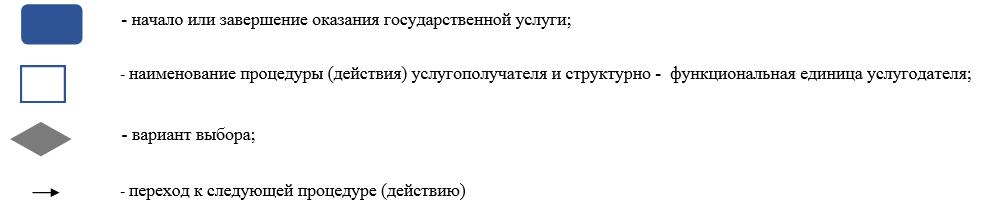 - начало или завершение оказания государственной услуги;
- наименование процедуры (действия) услугополучателя и структурно - функциональная единица услугодателя;
- вариант выбора;
- переход к следующей процедуре (действию)